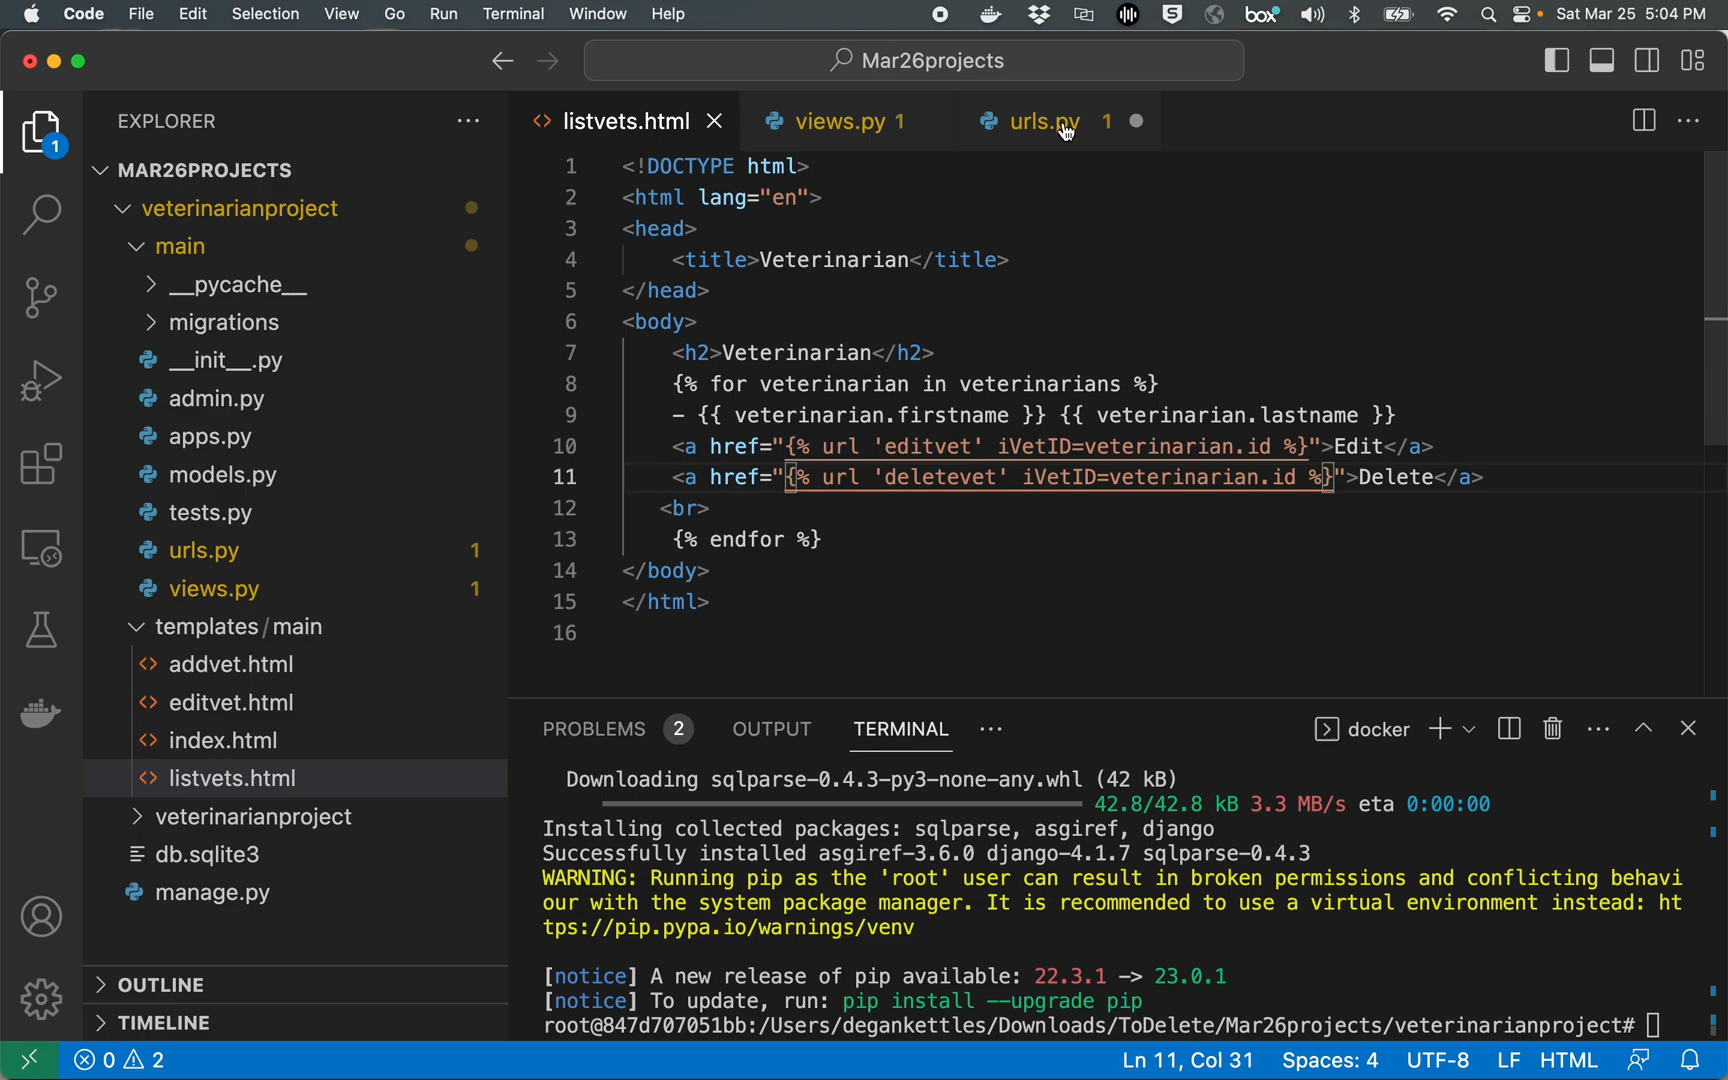 Code File Edit Selection View Go Run Terminal Window Help box Sat Mar 25 5:04 PM
Mar26projects
EXPLORER
1
MAR26PROJECTS
veterinarianproject
main
__pycache__
migrations
__init__.py
admin.py
apps.py
models.py
tests.py
urls.py 1
views.py 1
templates / main
addvet.html
editvet.html
index.html
listvets.html
veterinarianproject
db.sqlite3
manage.py
OUTLINE
TIMELINE
listvets.html views.py 1 urls.py 1
1 <!DOCTYPE html>
2 <html lang="en">
3 <head>
4 <title>Veterinarian</title>
5 </head>
6 <body>
7 <h2>Veterinarian</h2>
8 {% for veterinarian in veterinarians %}
9 - {{ veterinarian.firstname }} {{ veterinarian.lastname }}
10 <a href="{% url 'editvet' iVetID=veterinarian.id %}">Edit</a>
11 <a href="{% url 'deletevet' iVetID=veterinarian.id %}">Delete</a>
12 <br>
13 {% endfor %}
14 </body>
15 </html>
16
PROBLEMS 2 OUTPUT TERMINAL docker
Downloading sqlparse-0.4.3-py3-none-any.whl (42 kB)
42.8/42.8 kB 3.3 MB/s eta 0:00:00
Installing collected packages: sqlparse, asgiref, django
Successfully installed asgiref-3.6.0 django-4.1.7 sqlparse-0.4.3
WARNING: Running pip as the 'root' user can result in broken permissions and conflicting behavi
our with the system package manager. It is recommended to use a virtual environment instead: ht
tps://pip.pypa.io/warnings/venv
[notice] A new release of pip available: 22.3.1 -> 23.0.1
[notice] To update, run: pip install --upgrade pip
root@847d707051bb:/Users/degankettles/Downloads/ToDelete/Mar26projects/veterinarianproject#
0 2 Ln 11, Col 31 Spaces: 4 UTF-8 LF HTML